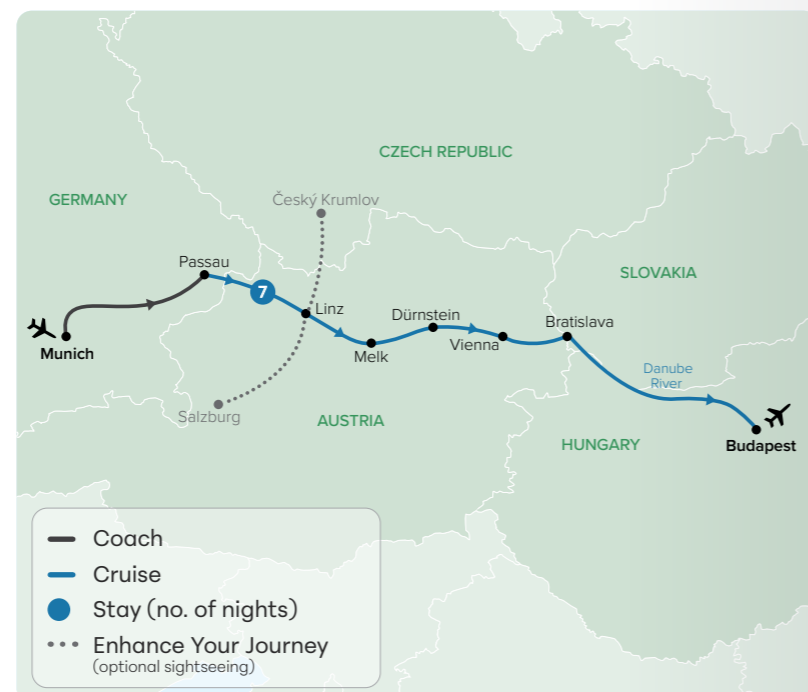 CZECH REPUBLIC
GERMANY
Český Krumlov
Passau
SLOVAKIA
7
Linz
Dürnstein
Bratislava
Munich
Vienna
Melk
Danube
River
Salzburg
AUSTRIA
HUNGARY
Budapest
Coach
Cruise
Stay (no. of nights)
Enhance Your Journey
(optional sightseeing)